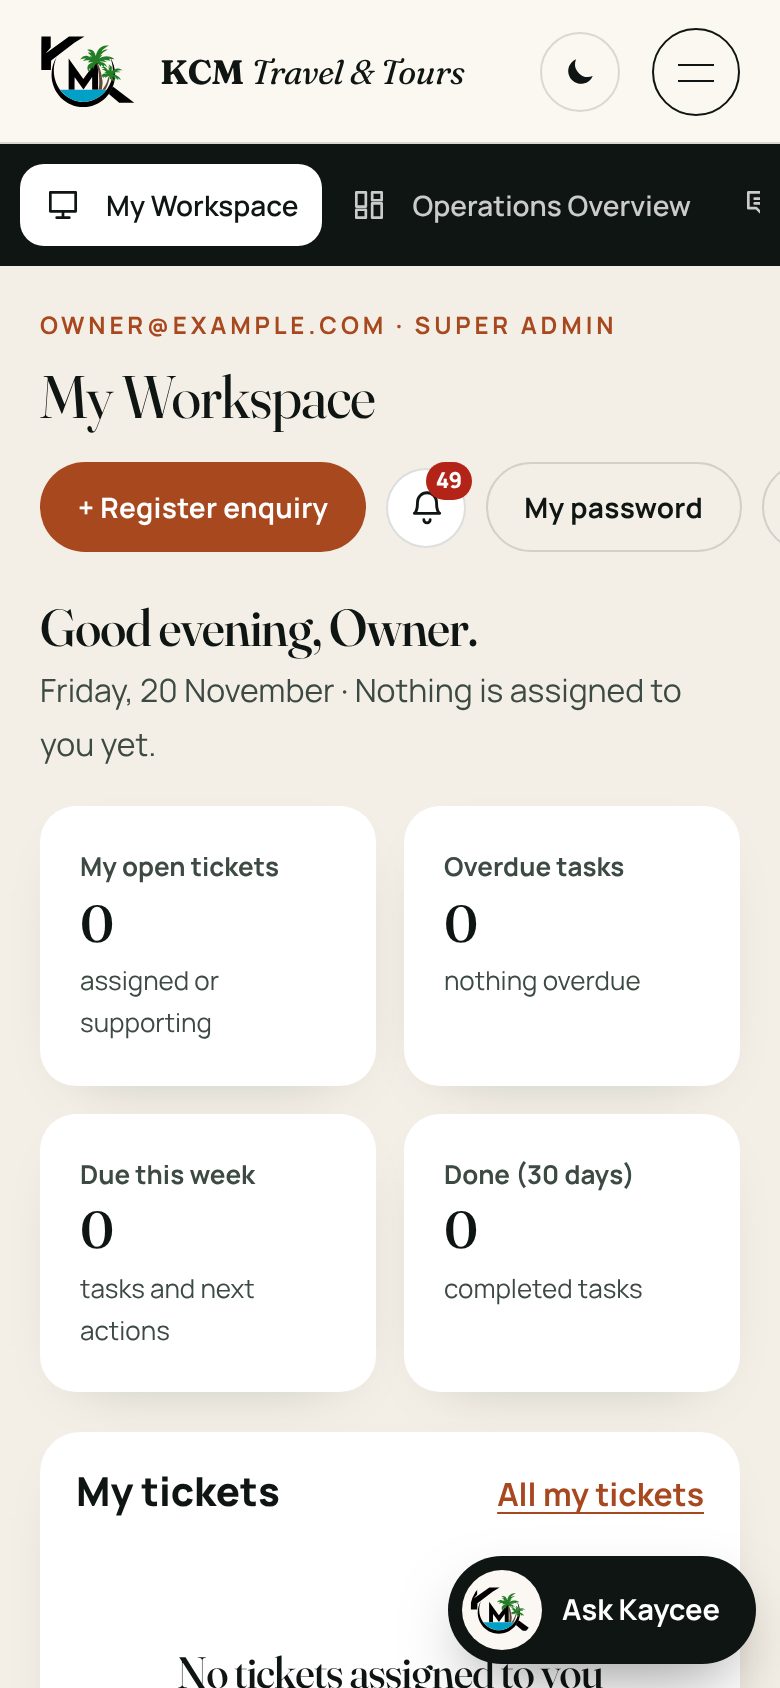 KCM Travel & Tours
My Workspace
Operations Overview
OWNER@EXAMPLE.COM · SUPER ADMIN
My Workspace
+ Register enquiry
49
My password
Good evening, Owner.
Friday, 20 November · Nothing is assigned to
you yet.
My open tickets
0
assigned or
supporting
Overdue tasks
0
nothing overdue
Due this week
0
tasks and next
actions
Done (30 days)
0
completed tasks
My tickets
All my tickets
Ask Kaycee
No tickets assigned to you